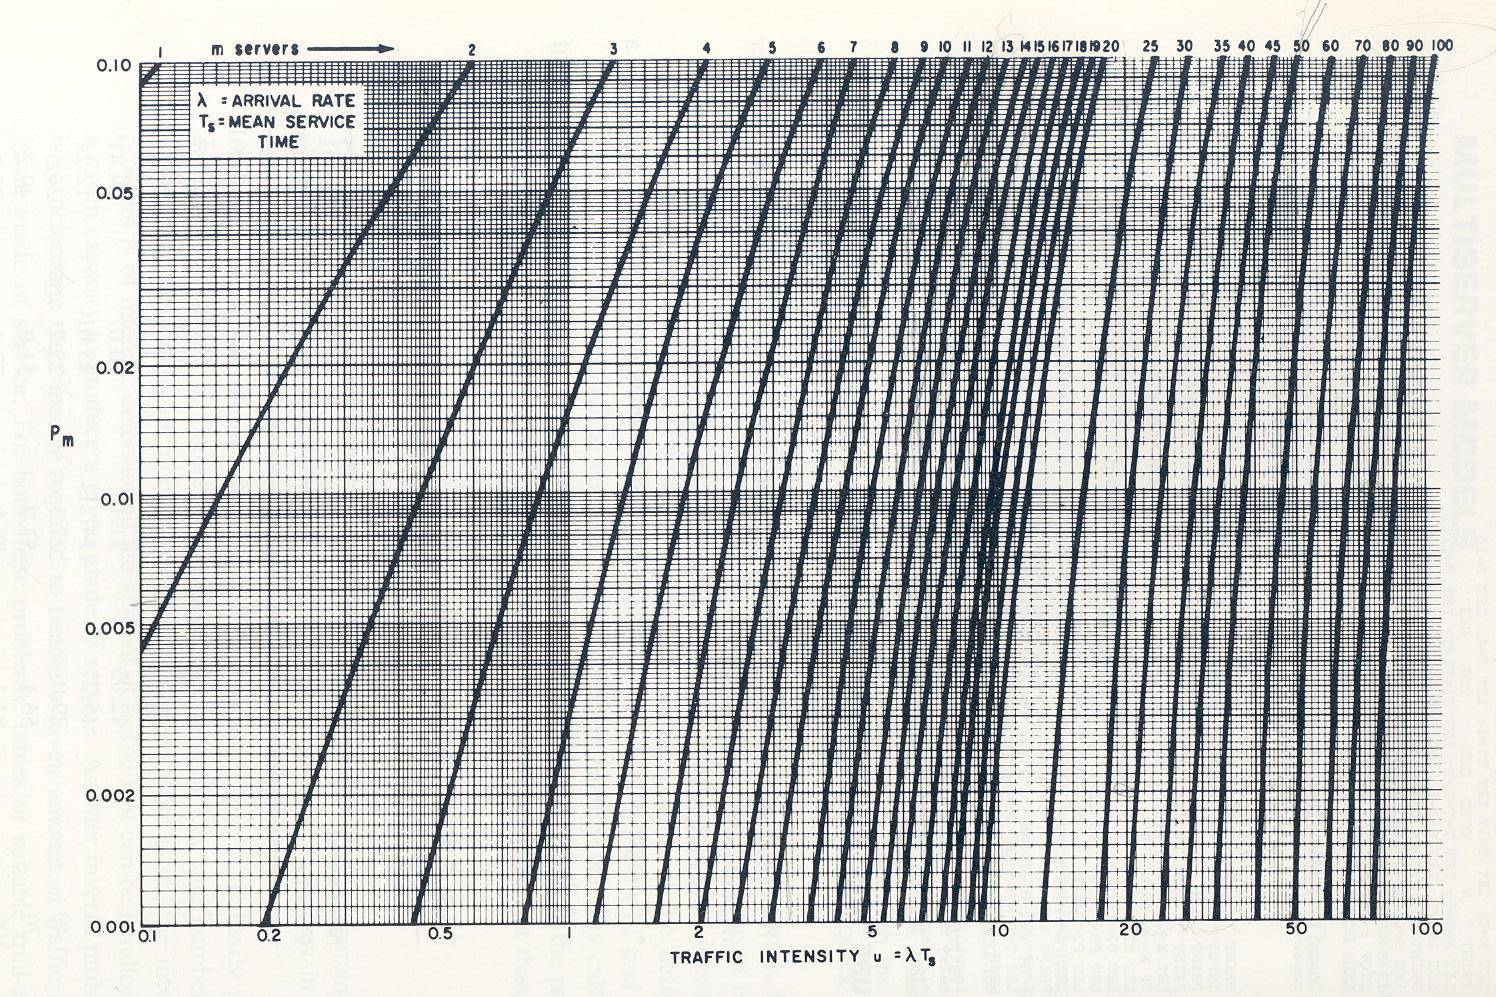 1 m servers 2 3 4 5 6 7 8 9 10 11 12 13 14 15 16 17 18 19 20 25 30 35 40 45 50 60 70 80 90 100
0.10
λ = ARRIVAL RATE
Ts = MEAN SERVICE
TIME
0.05
0.02
Pm
0.01
0.005
0.002
0.001
0.1 0.2 0.5 1 2 5 10 20 50 100
TRAFFIC INTENSITY u = λTs
MULTISERVER MODELS